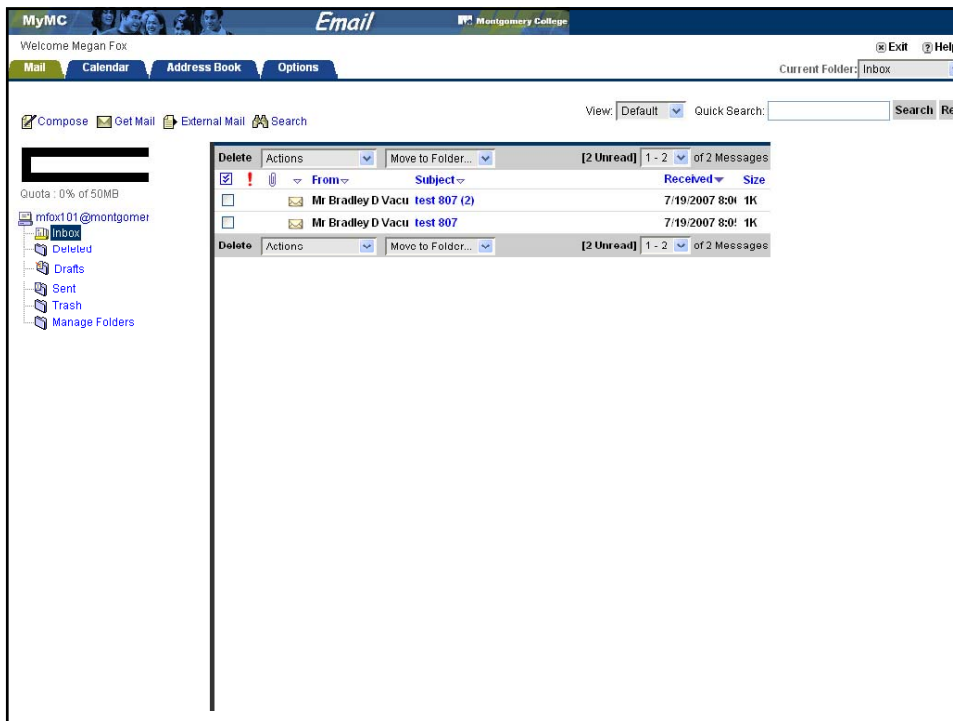 MyMC Email Montgomery College
Welcome Megan Fox Exit Help
Mail Calendar Address Book Options Current Folder: Inbox
Compose Get Mail External Mail Search View: Default Quick Search: Search Re
Quota : 0% of 50MB
mfox101@montgomer
Inbox
Deleted
Drafts
Sent
Trash
Manage Folders
Delete Actions Move to Folder... [2 Unread] 1 - 2 of 2 Messages
From Subject Received Size
Mr Bradley D Vacu test 807 (2) 7/19/2007 8:0 1K
Mr Bradley D Vacu test 807 7/19/2007 8:0 1K
Delete Actions Move to Folder... [2 Unread] 1 - 2 of 2 Messages